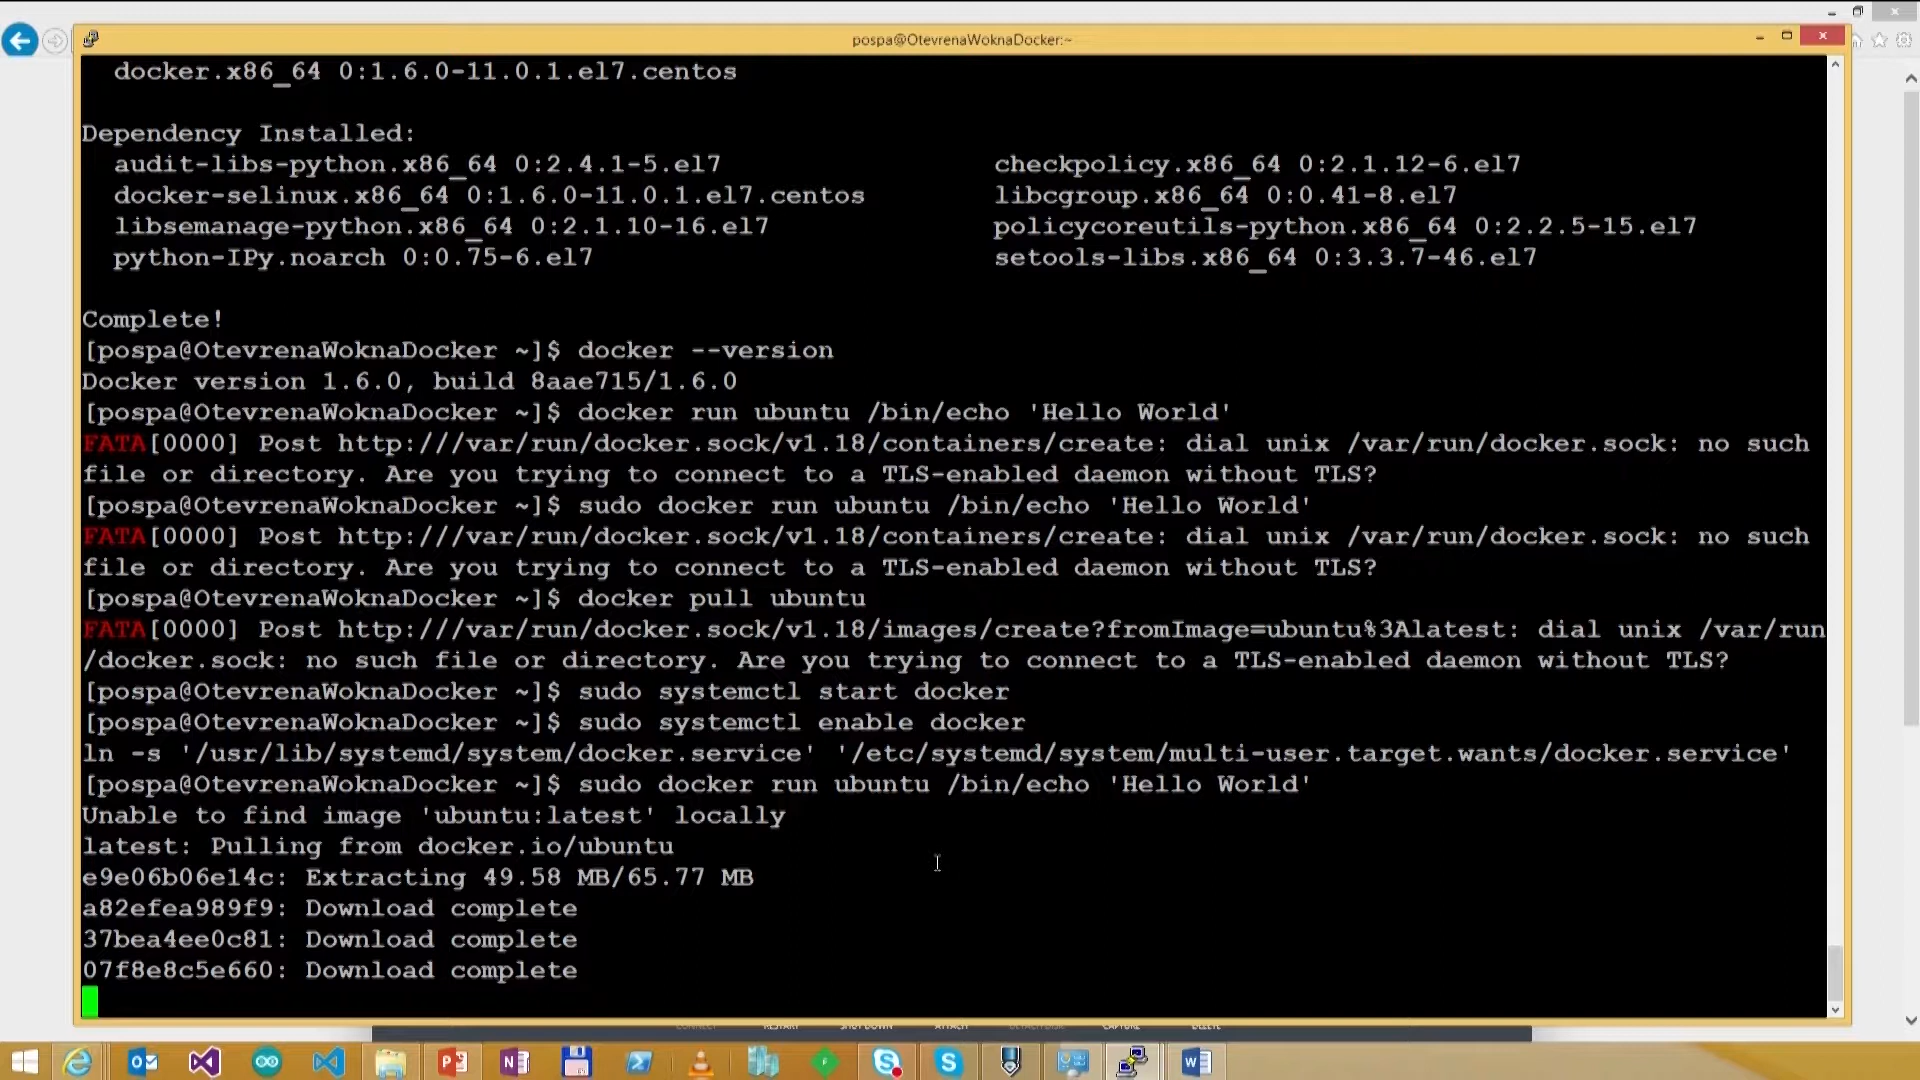 pospa@OtevrenaWoknaDocker:~
docker.x86_64 0:1.6.0-11.0.1.el7.centos
Dependency Installed:
audit-libs-python.x86_64 0:2.4.1-5.el7 checkpolicy.x86_64 0:2.1.12-6.el7
docker-selinux.x86_64 0:1.6.0-11.0.1.el7.centos libcgroup.x86_64 0:0.41-8.el7
libsemanage-python.x86_64 0:2.1.10-16.el7 policycoreutils-python.x86_64 0:2.2.5-15.el7
python-IPy.noarch 0:0.75-6.el7 setools-libs.x86_64 0:3.3.7-46.el7
Complete!
[pospa@OtevrenaWoknaDocker ~]$ docker --version
Docker version 1.6.0, build 8aae715/1.6.0
[pospa@OtevrenaWoknaDocker ~]$ docker run ubuntu /bin/echo 'Hello World'
FATA[0000] Post http:///var/run/docker.sock/v1.18/containers/create: dial unix /var/run/docker.sock: no such
file or directory. Are you trying to connect to a TLS-enabled daemon without TLS?
[pospa@OtevrenaWoknaDocker ~]$ sudo docker run ubuntu /bin/echo 'Hello World'
FATA[0000] Post http:///var/run/docker.sock/v1.18/containers/create: dial unix /var/run/docker.sock: no such
file or directory. Are you trying to connect to a TLS-enabled daemon without TLS?
[pospa@OtevrenaWoknaDocker ~]$ docker pull ubuntu
FATA[0000] Post http:///var/run/docker.sock/v1.18/images/create?fromImage=ubuntu%3Alatest: dial unix /var/run
/docker.sock: no such file or directory. Are you trying to connect to a TLS-enabled daemon without TLS?
[pospa@OtevrenaWoknaDocker ~]$ sudo systemctl start docker
[pospa@OtevrenaWoknaDocker ~]$ sudo systemctl enable docker
ln -s '/usr/lib/systemd/system/docker.service' '/etc/systemd/system/multi-user.target.wants/docker.service'
[pospa@OtevrenaWoknaDocker ~]$ sudo docker run ubuntu /bin/echo 'Hello World'
Unable to find image 'ubuntu:latest' locally
latest: Pulling from docker.io/ubuntu
e9e06b06e14c: Extracting 49.58 MB/65.77 MB
a82efea989f9: Download complete
37bea4ee0c81: Download complete
07f8e8c5e660: Download complete